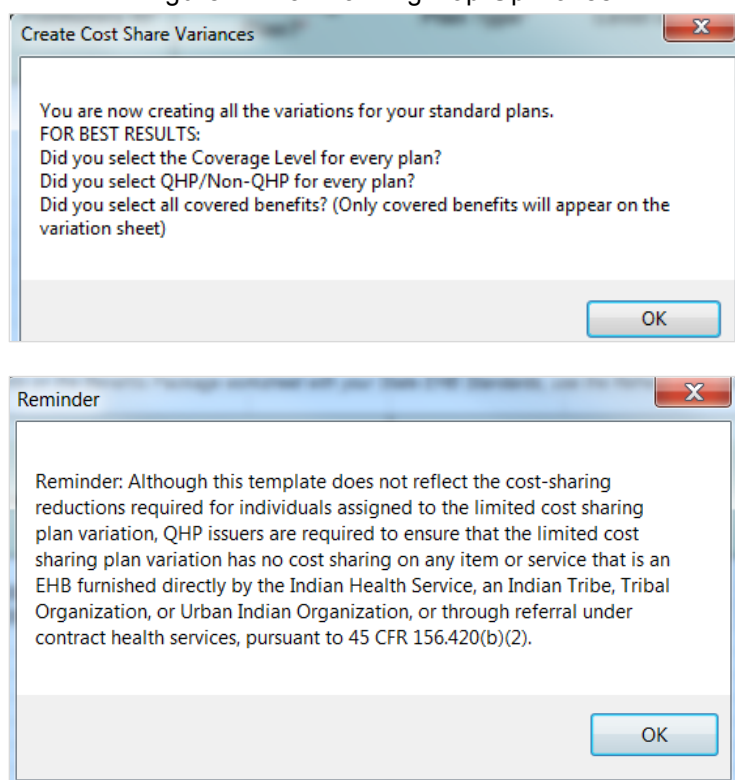 Create Cost Share Variances
You are now creating all the variations for your standard plans.
FOR BEST RESULTS:
Did you select the Coverage Level for every plan?
Did you select QHP/Non-QHP for every plan?
Did you select all covered benefits? (Only covered benefits will appear on the
variation sheet)
OK
Reminder
Reminder: Although this template does not reflect the cost-sharing
reductions required for individuals assigned to the limited cost sharing
plan variation, QHP issuers are required to ensure that the limited cost
sharing plan variation has no cost sharing on any item or service that is an
EHB furnished directly by the Indian Health Service, an Indian Tribe, Tribal
Organization, or Urban Indian Organization, or through referral under
contract health services, pursuant to 45 CFR 156.420(b)(2).
OK